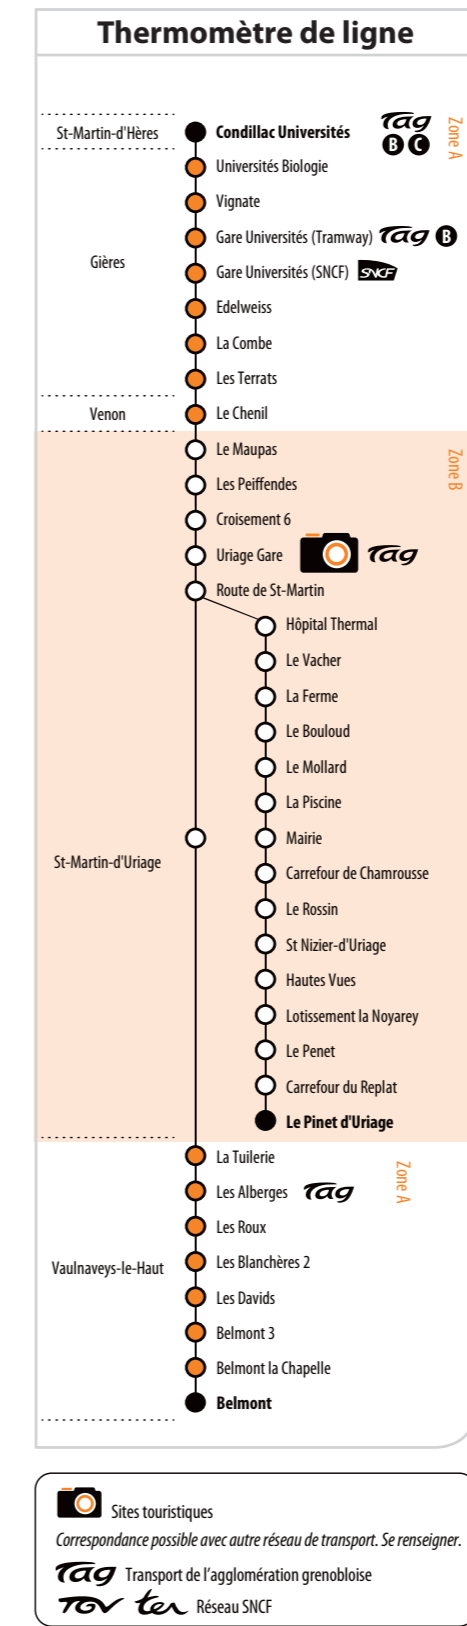 Thermomètre de ligne
St-Martin-d'Hères
Condillac Universités Tag
B C
Zone A
Universités Biologie
Vignate
Gare Universités (Tramway) Tag B
Gières
Gare Universités (SNCF) SNCF
Edelweiss
La Combe
Les Terrats
Venon
Le Chenil
Le Maupas
Zone B
Les Peiffendes
Croisement 6
Uriage Gare Tag
Route de St-Martin
Hôpital Thermal
Le Vacher
La Ferme
Le Bouloud
Le Mollard
La Piscine
Mairie
St-Martin-d'Uriage
Carrefour de Chamrousse
Le Rossin
St Nizier-d'Uriage
Hautes Vues
Lotissement la Noyarey
Le Penet
Carrefour du Replat
Le Pinet d'Uriage
La Tuilerie
Zone A
Les Alberges Tag
Les Roux
Vaulnaveys-le-Haut
Les Blanchères 2
Les Davids
Belmont 3
Belmont la Chapelle
Belmont
Sites touristiques
Correspondance possible avec autre réseau de transport. Se renseigner.
Tag Transport de l'agglomération grenobloise
TGV ter Réseau SNCF